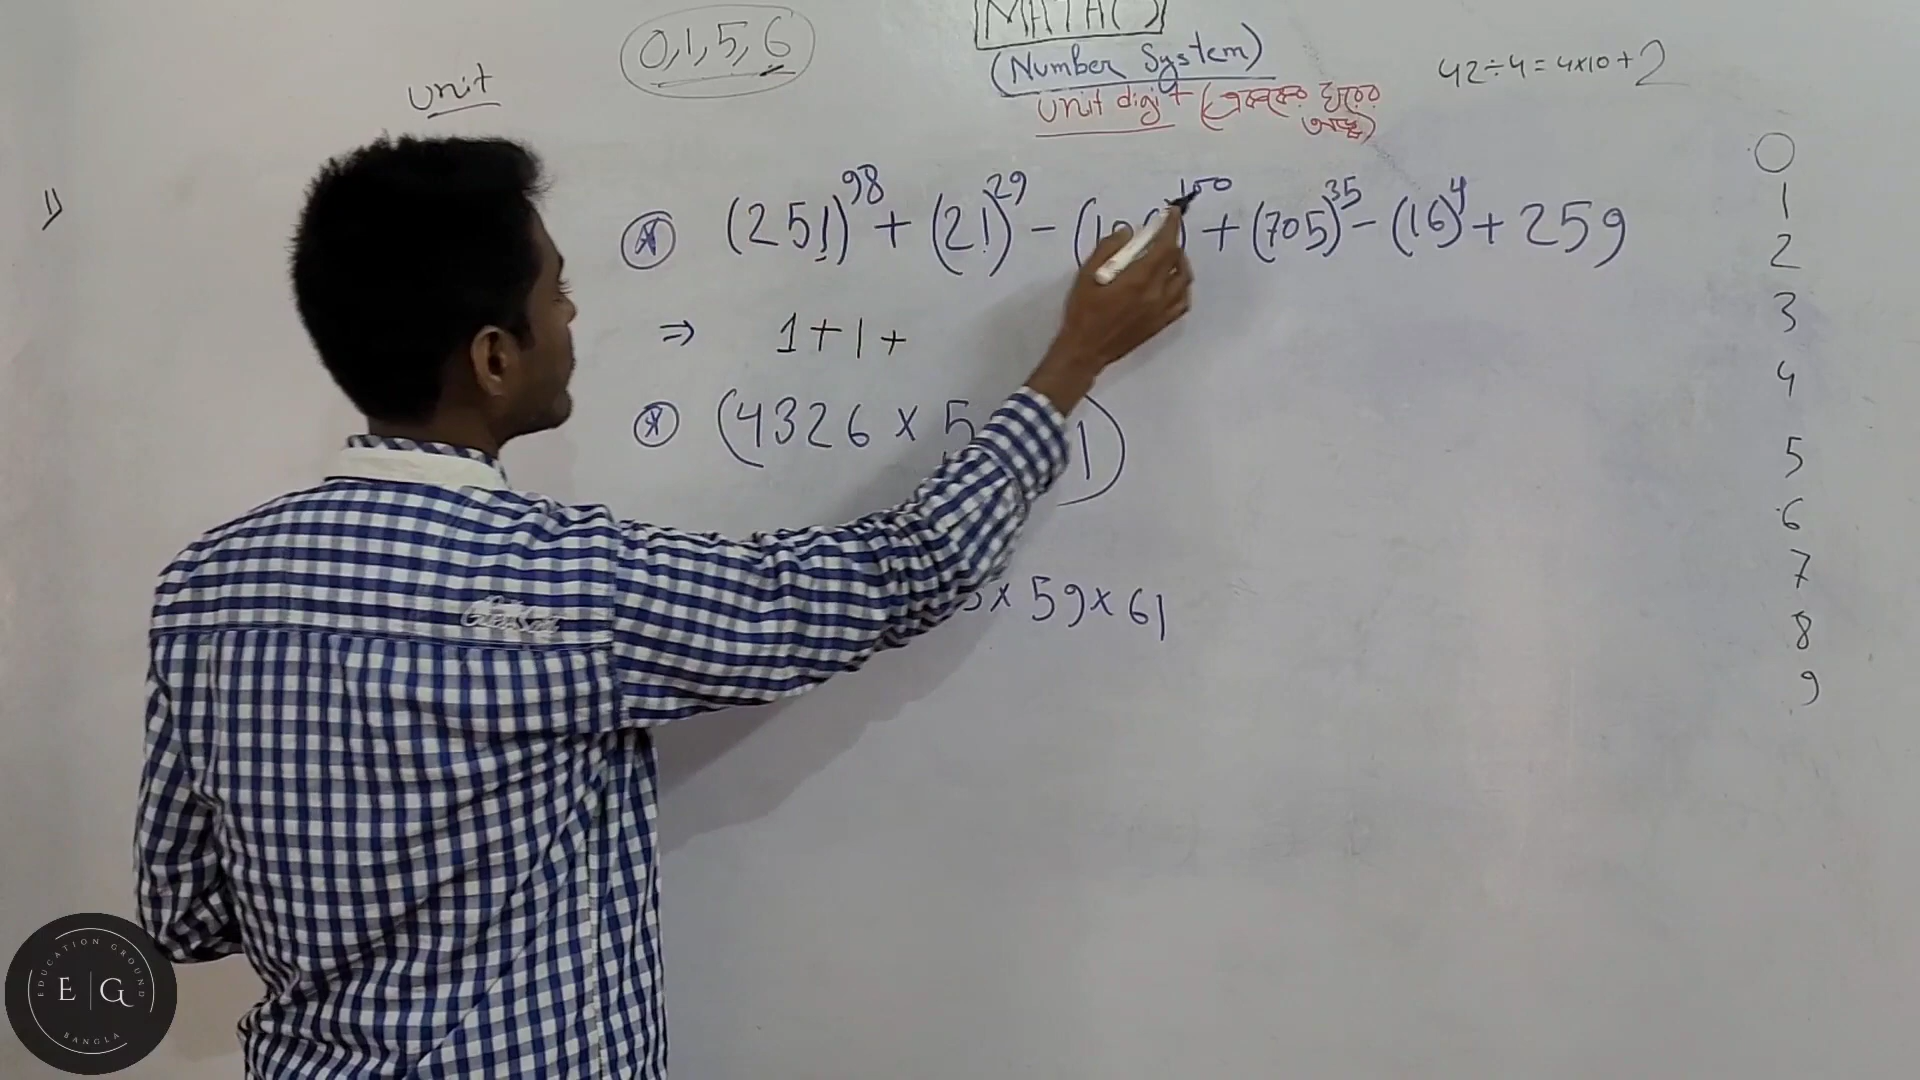 MATH
(Number System)
unit digit (এককের ঘরের
অঙ্ক)
0,1,5,6
unit
42÷4=4×10+2
1)
(251)^98 + (21)^29 - (10 )^100 + (705)^35 - (16)^4 + 259
⇒ 1+1+
(4326 × 5 1)
× 59 × 61
0
1
2
3
4
5
6
7
8
9
EDUCATION GROUND
E|G
BANGLA